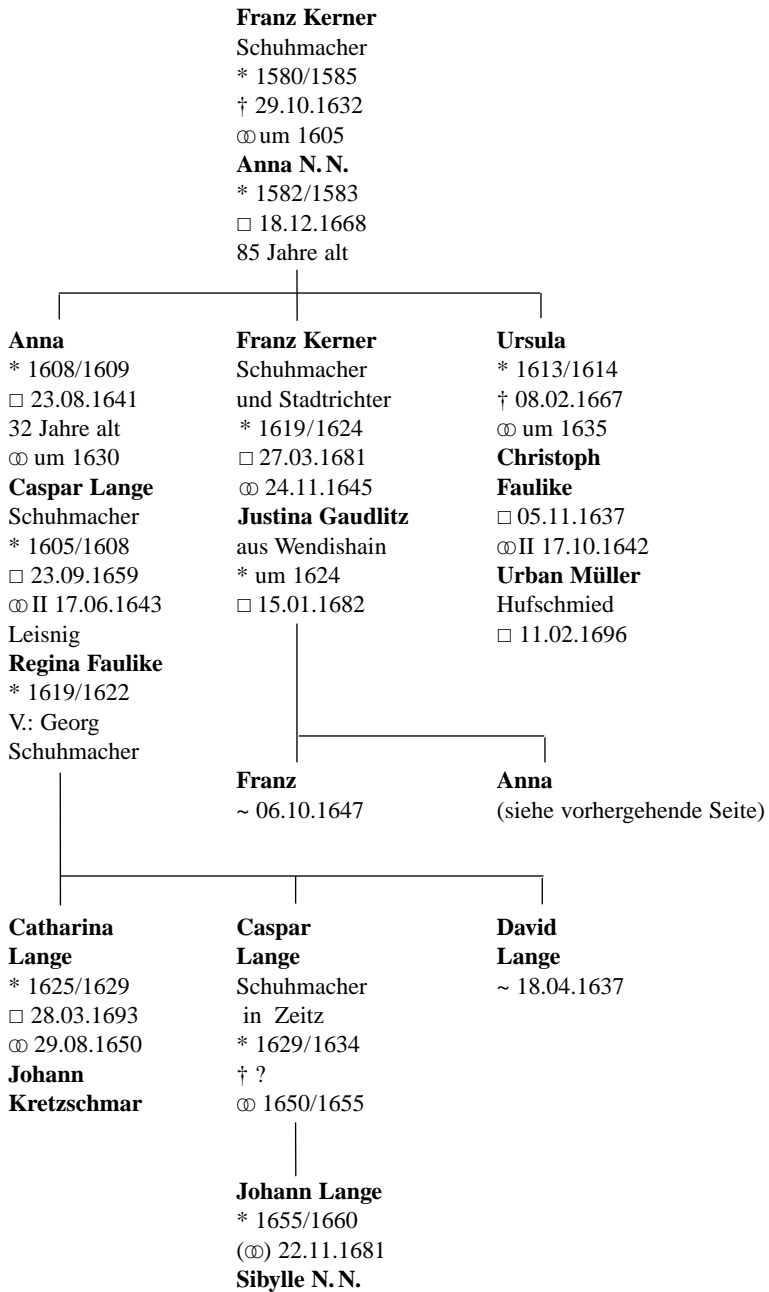 Franz Kerner
Schuhmacher
* 1580/1585
† 29.10.1632
⚭ um 1605
Anna N. N.
* 1582/1583
□ 18.12.1668
85 Jahre alt
Anna
* 1608/1609
□ 23.08.1641
32 Jahre alt
⚭ um 1630
Caspar Lange
Schuhmacher
* 1605/1608
□ 23.09.1659
⚭ II 17.06.1643
Leisnig
Regina Faulike
* 1619/1622
V.: Georg
Schuhmacher
Franz Kerner
Schuhmacher
und Stadtrichter
* 1619/1624
□ 27.03.1681
⚭ 24.11.1645
Justina Gaudlitz
aus Wendishain
* um 1624
□ 15.01.1682
Ursula
* 1613/1614
† 08.02.1667
⚭ um 1635
Christoph
Faulike
□ 05.11.1637
⚭ II 17.10.1642
Urban Müller
Hufschmied
□ 11.02.1696
Franz
~ 06.10.1647
Anna
(siehe vorhergehende Seite)
Catharina
Lange
* 1625/1629
□ 28.03.1693
⚭ 29.08.1650
Johann
Kretzschmar
Caspar
Lange
Schuhmacher
in Zeitz
* 1629/1634
† ?
⚭ 1650/1655
David
Lange
~ 18.04.1637
Johann Lange
* 1655/1660
(⚭) 22.11.1681
Sibylle N. N.